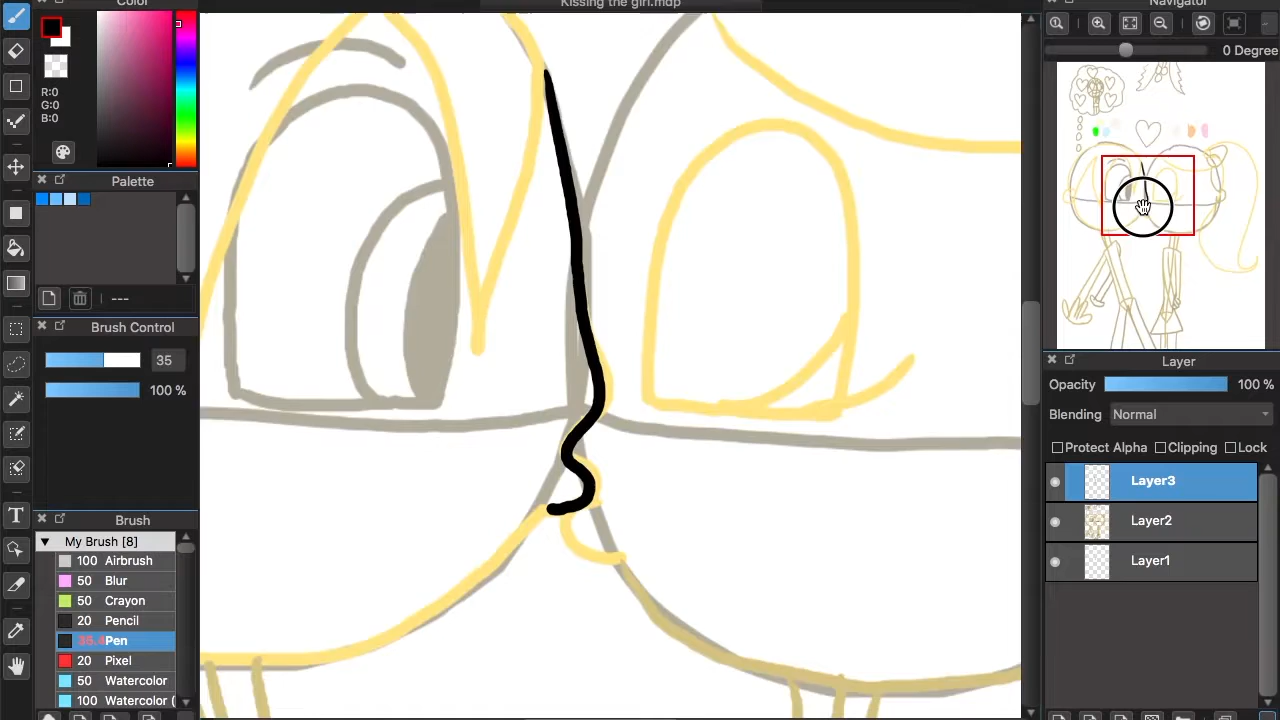 Color
Kissing the girl.mdp
Navigator
0 Degree
R:0
G:0
B:0
Palette
---
Brush Control
35
100 %
Brush
My Brush [8]
100 Airbrush
50 Blur
50 Crayon
20 Pencil
Pen
20 Pixel
50 Watercolor
100 Watercolor (
T
Layer
Opacity 100 %
Blending Normal
Protect Alpha Clipping Lock
Layer3
Layer2
Layer1